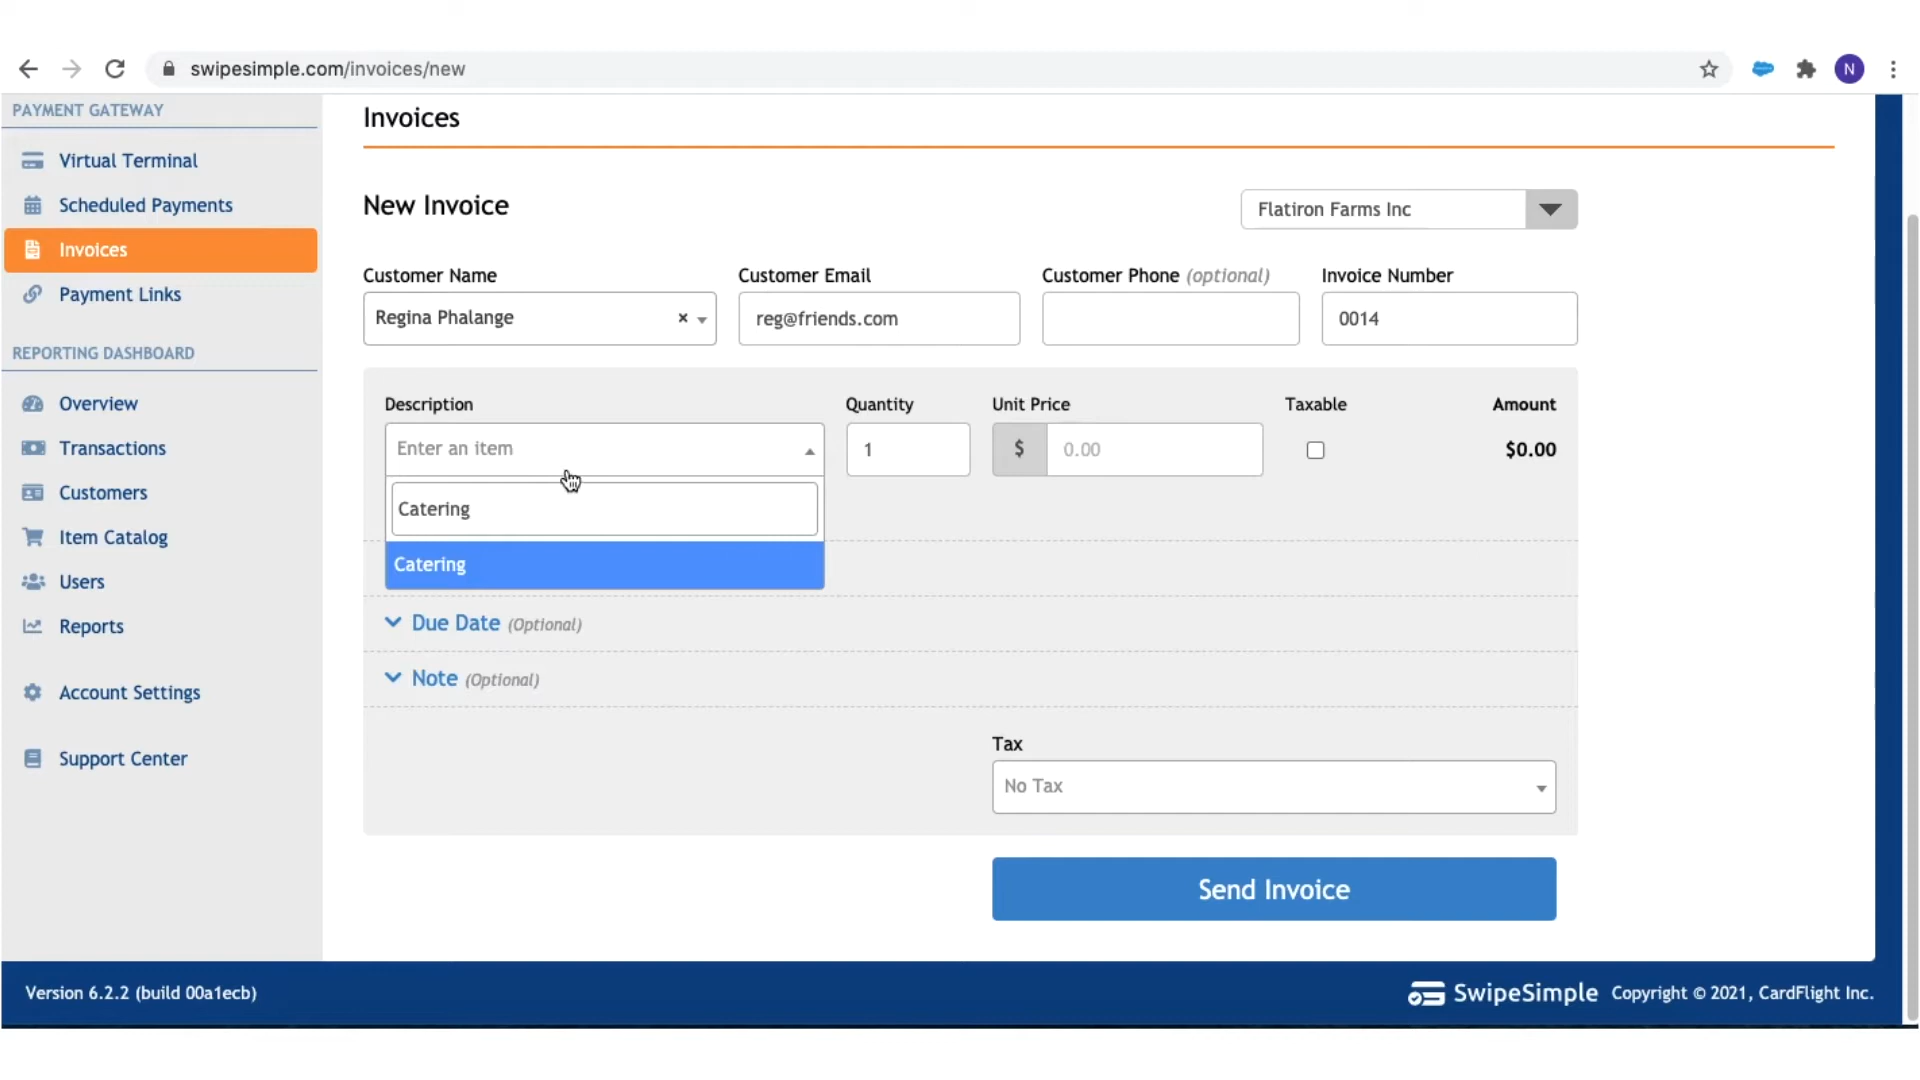 swipesimple.com/invoices/new
N
PAYMENT GATEWAY
Virtual Terminal
Scheduled Payments
Invoices
Payment Links
REPORTING DASHBOARD
Overview
Transactions
Customers
Item Catalog
Users
Reports
Account Settings
Support Center
Invoices
New Invoice
Flatiron Farms Inc
Customer Name Customer Email Customer Phone (optional) Invoice Number
Regina Phalange × reg@friends.com 0014
Description Quantity Unit Price Taxable Amount
Enter an item 1 $ 0.00 $0.00
Catering
Catering
Due Date (Optional)
Note (Optional)
Tax
No Tax
Send Invoice
Version 6.2.2 (build 00a1ecb) SwipeSimple Copyright © 2021, CardFlight Inc.